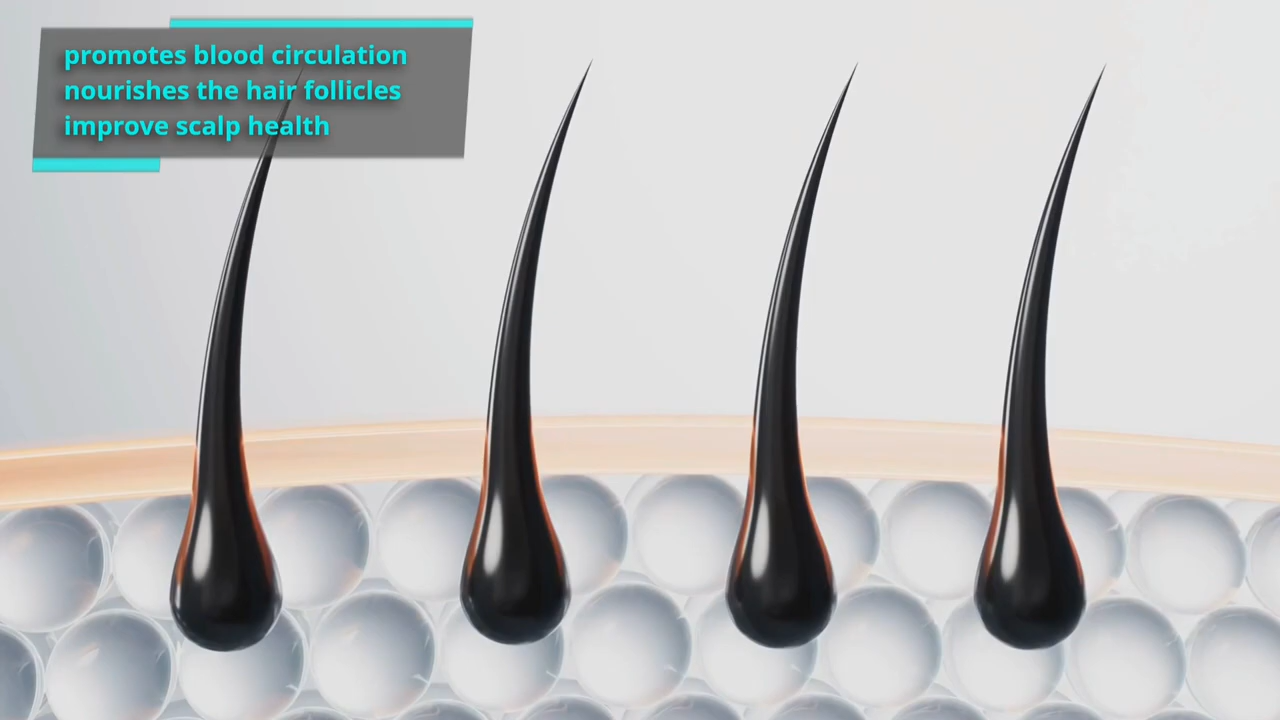 promotes blood circulation
nourishes the hair follicles
improve scalp health